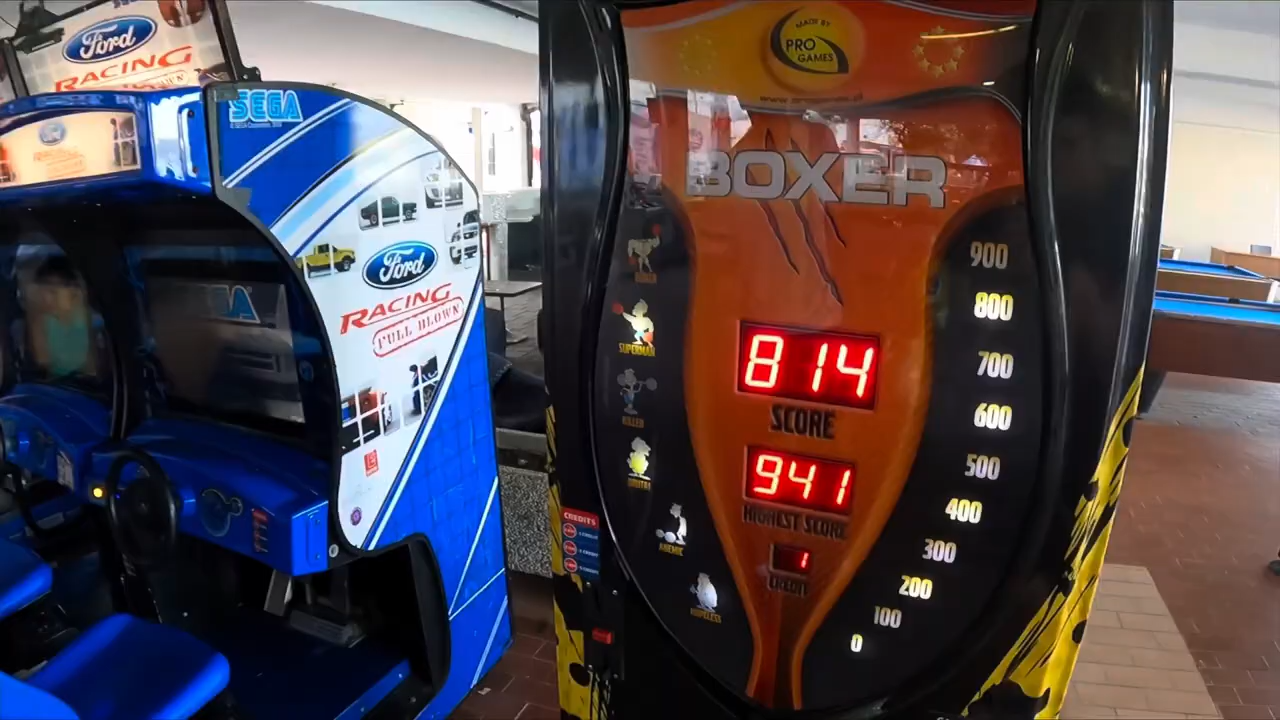 Ford
RACING
SEGA
Ford
RACING
FULL BLOWN
MADE BY
PRO
GAMES
BOXER
SUPERMAN
KILLER
BRUTAL
ANEMIC
HOPELESS
814
SCORE
941
HIGHEST SCORE
1
CREDIT
CREDITS
900
800
700
600
500
400
300
200
100
0